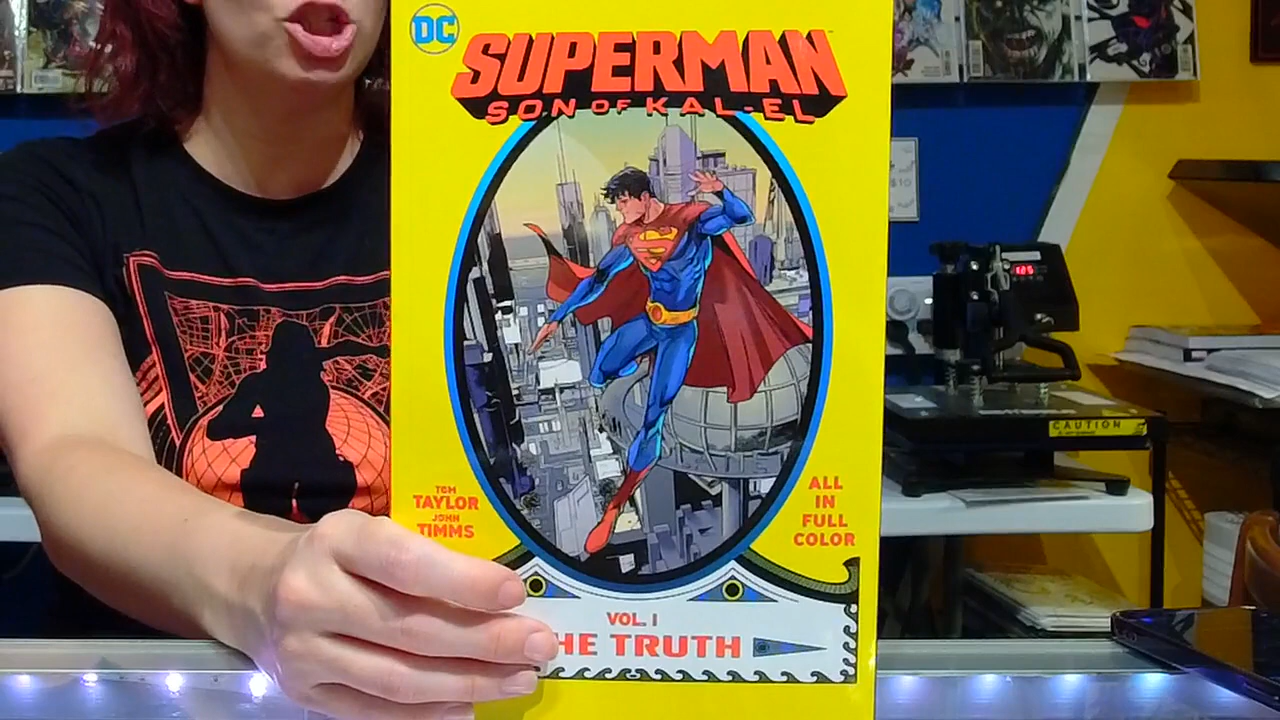 DC
SUPERMAN
SON OF KAL-EL
TOM
TAYLOR
JOHN
TIMMS
ALL
IN
FULL
COLOR
VOL. 1
HE TRUTH
$10
CAUTION